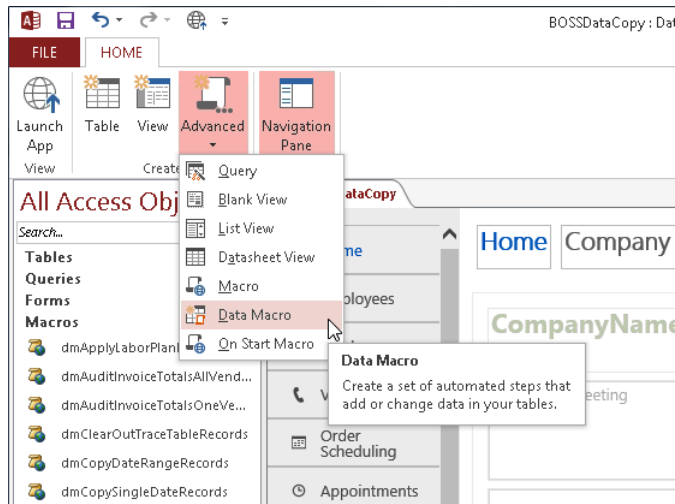 BOSSDataCopy : Dat
FILE
HOME
Launch
App
Table
View
Advanced
Navigation
Pane
View
Create
All Access Obj
Search...
Tables
Queries
Forms
Macros
dmApplyLaborPlan
dmAuditInvoiceTotalsAllVend...
dmAuditInvoiceTotalsOneVe...
dmClearOutTraceTableRecords
dmCopyDateRangeRecords
dmCopySingleDateRecords
Query
Blank View
List View
Datasheet View
Macro
Data Macro
On Start Macro
Data Macro
Create a set of automated steps that
add or change data in your tables.
ataCopy
me
ployees
V
Order
Scheduling
Appointments
Home
Company
CompanyName
eeting